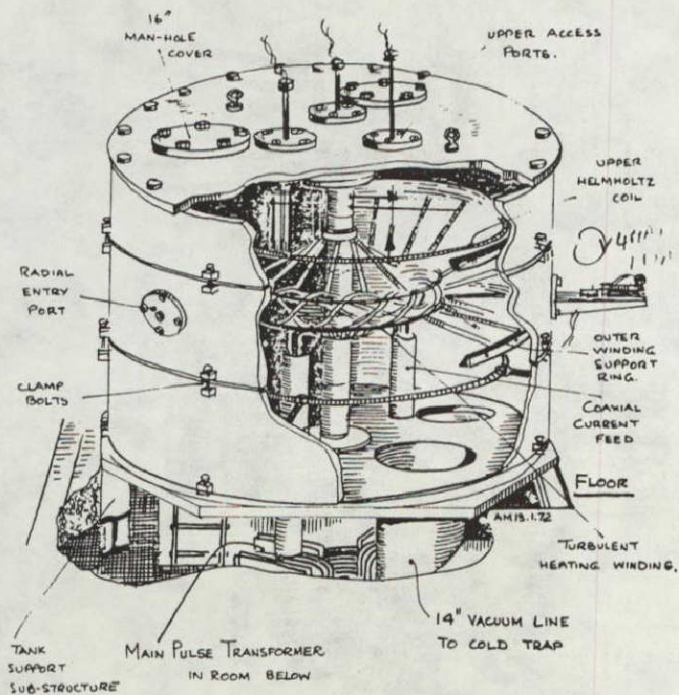 16"
MAN-HOLE
COVER
UPPER ACCESS
PORTS.
UPPER
HELMHOLTZ
COIL
RADIAL
ENTRY
PORT
OUTER
WINDING
SUPPORT
RING.
CLAMP
BOLTS
COAXIAL
CURRENT
FEED
FLOOR
AM13.1.72
TURBULENT
HEATING WINDING.
14" VACUUM LINE
TO COLD TRAP
TANK
SUPPORT
SUB-STRUCTURE
MAIN PULSE TRANSFORMER
IN ROOM BELOW